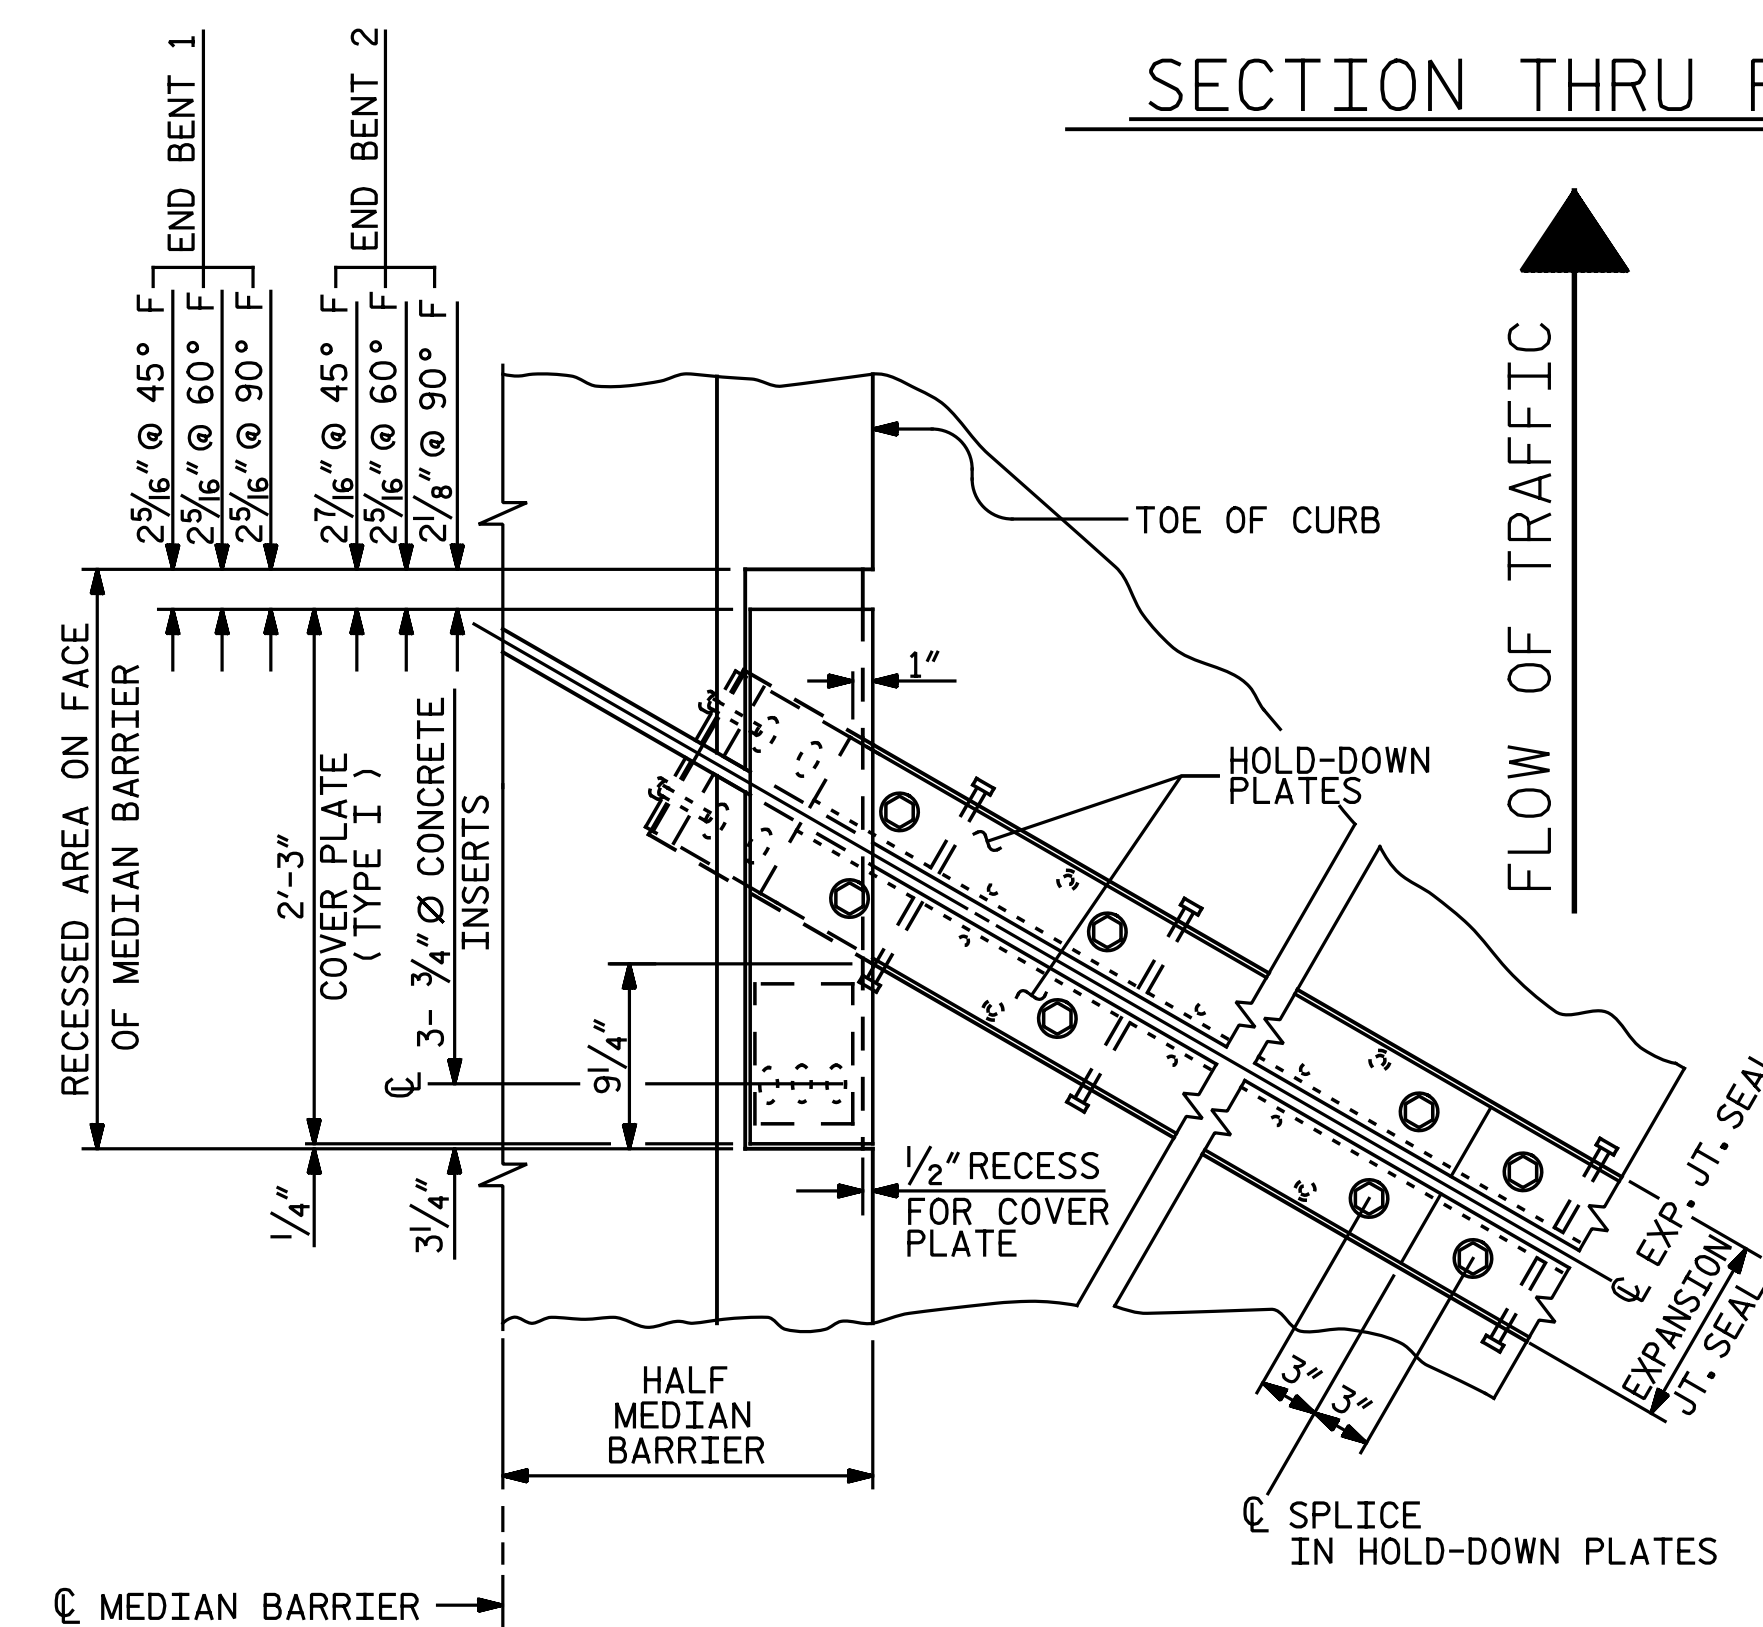 SECTION THRU
END BENT 1
END BENT 2
2 5/16" @ 45° F
2 5/16" @ 60° F
2 5/16" @ 90° F
2 7/16" @ 45° F
2 5/16" @ 60° F
2 1/8" @ 90° F
FLOW OF TRAFFIC
TOE OF CURB
1"
HOLD-DOWN
PLATES
RECESSED AREA ON FACE
OF MEDIAN BARRIER
2'-3"
COVER PLATE
( TYPE I )
℄ 3- 3/4" Ø CONCRETE
INSERTS
9 1/4"
1/4"
3 1/4"
1/2" RECESS
FOR COVER
PLATE
℄ EXP. JT. SEAL
EXPANSION
JT. SEAL
3"
3"
HALF
MEDIAN
BARRIER
℄ SPLICE
IN HOLD-DOWN PLATES
℄ MEDIAN BARRIER